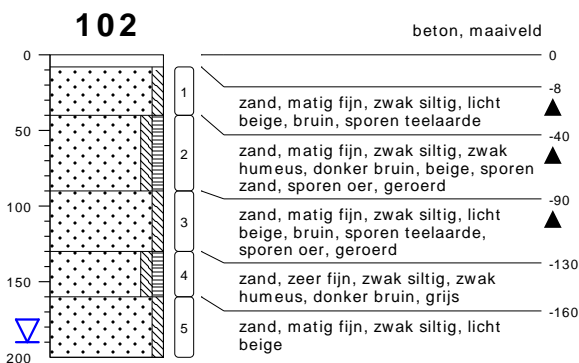 102
beton, maaiveld
0
0
-8
1
zand, matig fijn, zwak siltig, licht
beige, bruin, sporen teelaarde
-40
50
2
zand, matig fijn, zwak siltig, zwak
humeus, donker bruin, beige, sporen
zand, sporen oer, geroerd
-90
100
3
zand, matig fijn, zwak siltig, licht
beige, bruin, sporen teelaarde,
sporen oer, geroerd
-130
150
4
zand, zeer fijn, zwak siltig, zwak
humeus, donker bruin, grijs
-160
5
zand, matig fijn, zwak siltig, licht
beige
200